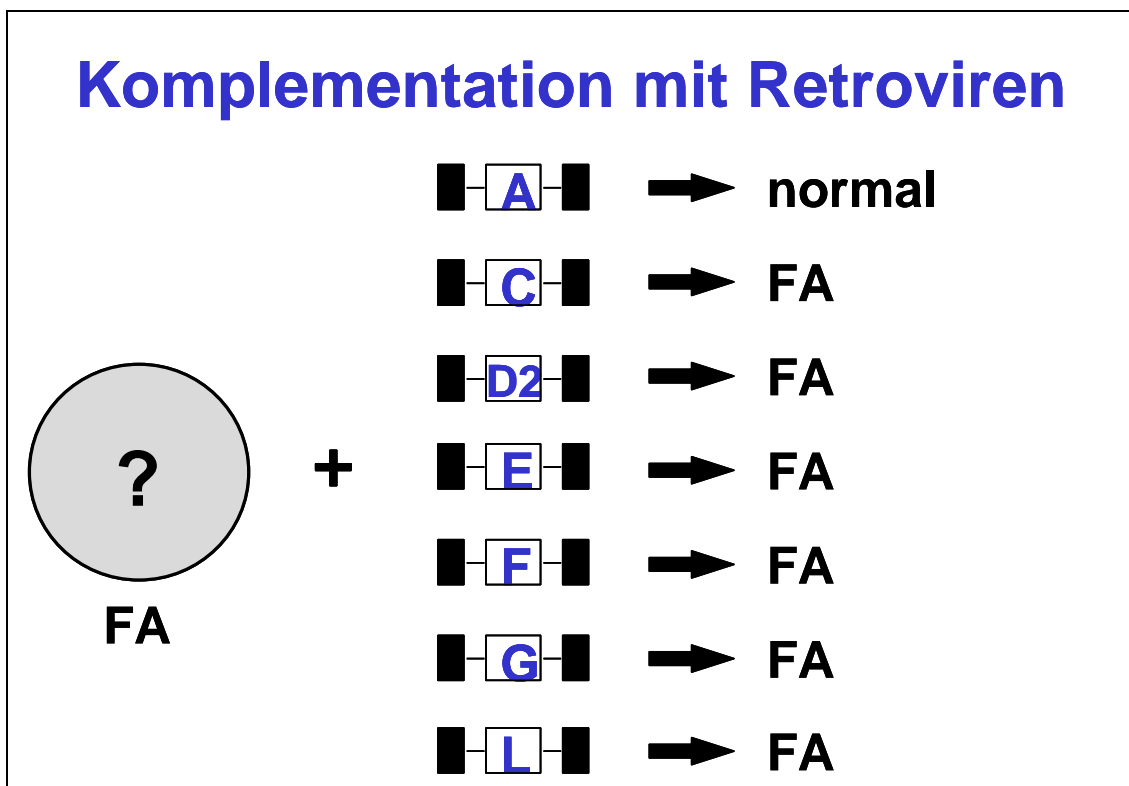 Komplementation mit Retroviren
A normal
C FA
D2 FA
? + E FA
F FA
FA
G FA
L FA